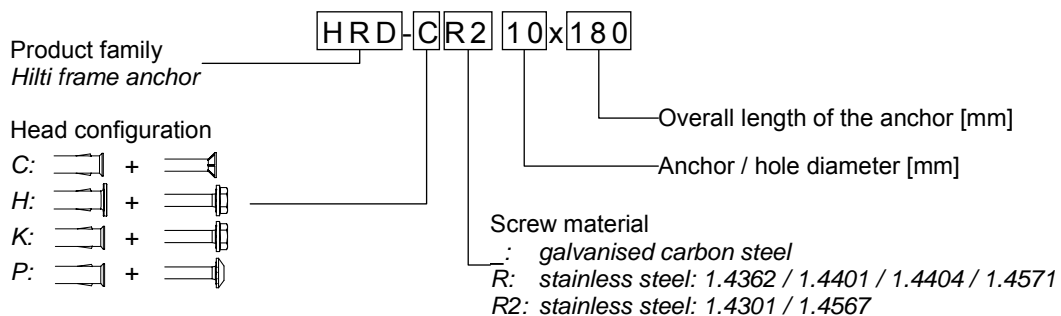 HRD-CR2 10x180
Product family
Hilti frame anchor
Overall length of the anchor [mm]
Head configuration
Anchor / hole diameter [mm]
C: +
H: +
K: +
P: +
Screw material
_: galvanised carbon steel
R: stainless steel: 1.4362 / 1.4401 / 1.4404 / 1.4571
R2: stainless steel: 1.4301 / 1.4567